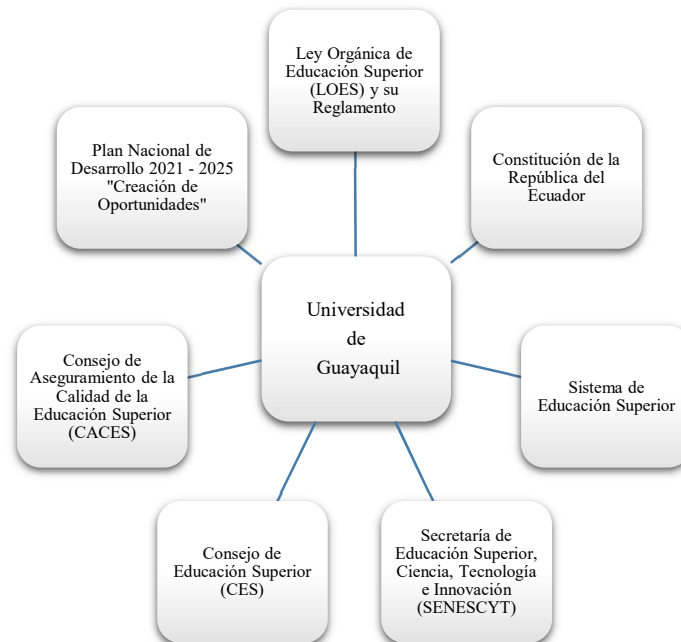 Ley Orgánica de
Educación Superior
(LOES) y su
Reglamento
Plan Nacional de
Desarrollo 2021 - 2025
"Creación de
Oportunidades"
Constitución de la
República del
Ecuador
Universidad
de
Guayaquil
Consejo de
Aseguramiento de la
Calidad de la
Educación Superior
(CACES)
Sistema de
Educación Superior
Consejo de
Educación Superior
(CES)
Secretaría de
Educación Superior,
Ciencia, Tecnología
e Innovación
(SENESCYT)